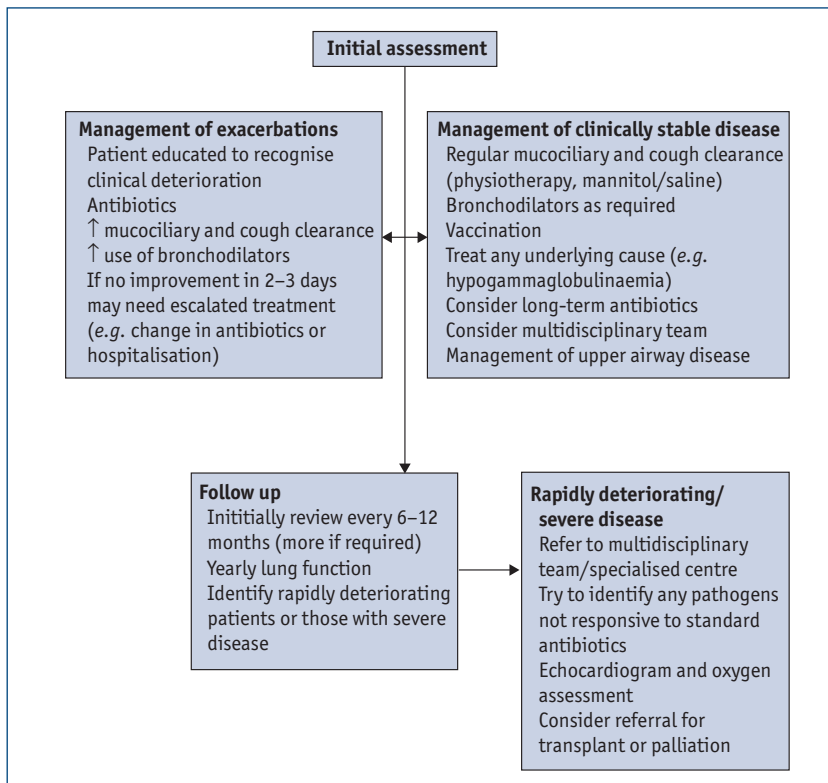 Initial assessment
Management of exacerbations
Patient educated to recognise
clinical deterioration
Antibiotics
↑ mucociliary and cough clearance
↑ use of bronchodilators
If no improvement in 2–3 days
may need escalated treatment
(e.g. change in antibiotics or
hospitalisation)
Management of clinically stable disease
Regular mucociliary and cough clearance
(physiotherapy, mannitol/saline)
Bronchodilators as required
Vaccination
Treat any underlying cause (e.g.
hypogammaglobulinaemia)
Consider long-term antibiotics
Consider multidisciplinary team
Management of upper airway disease
Follow up
Inititially review every 6–12
months (more if required)
Yearly lung function
Identify rapidly deteriorating
patients or those with severe
disease
Rapidly deteriorating/
severe disease
Refer to multidisciplinary
team/specialised centre
Try to identify any pathogens
not responsive to standard
antibiotics
Echocardiogram and oxygen
assessment
Consider referral for
transplant or palliation